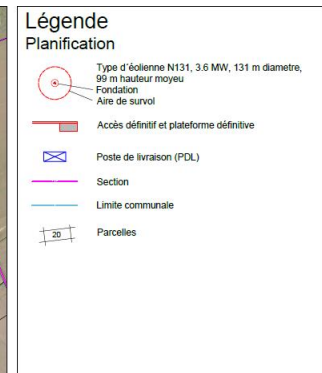 Légende
Planification
Type d'éolienne N131, 3.6 MW, 131 m diametre,
99 m hauteur moyeu
Fondation
Aire de survol
Accès définitif et plateforme définitive
Poste de livraison (PDL)
Section
Limite communale
20
Parcelles